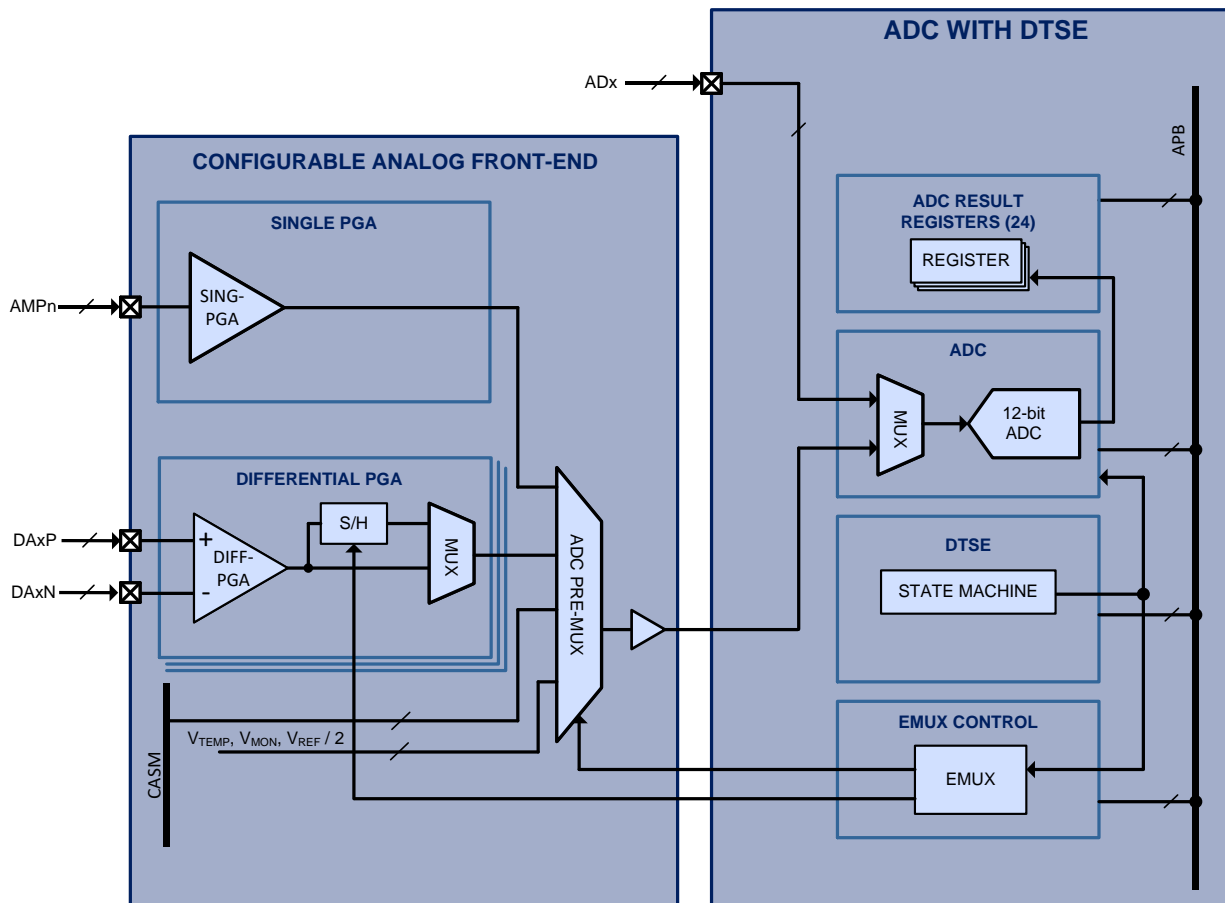 ADC WITH DTSE
ADx
APB
CONFIGURABLE ANALOG FRONT-END
SINGLE PGA
AMPn
SING-
PGA
ADC RESULT
REGISTERS (24)
REGISTER
ADC
MUX
12-bit
ADC
DIFFERENTIAL PGA
DAxP
DAxN
+
-
DIFF-
PGA
S/H
MUX
ADC PRE-MUX
DTSE
STATE MACHINE
CASM
VTEMP, VMON, VREF / 2
EMUX CONTROL
EMUX